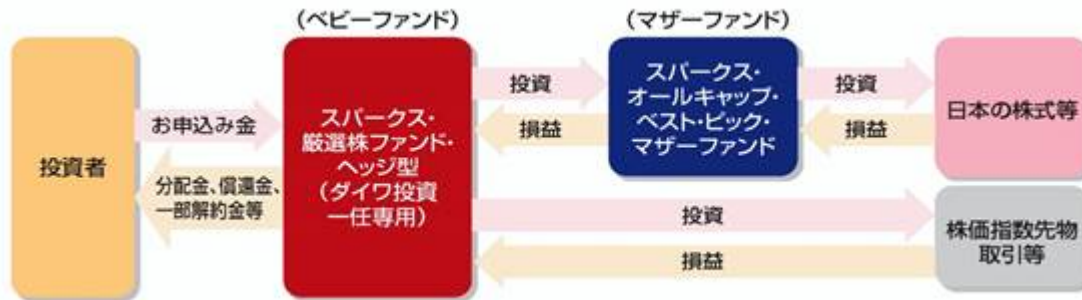 (ベビーファンド)
(マザーファンド)
投資者
お申込み金
分配金、償還金、
一部解約金等
スパークス・
厳選株ファンド・
ヘッジ型
(ダイワ投資
一任専用)
投資
損益
スパークス・
オールキャップ・
ベスト・ピック・
マザーファンド
投資
損益
日本の株式等
投資
損益
株価指数先物
取引等